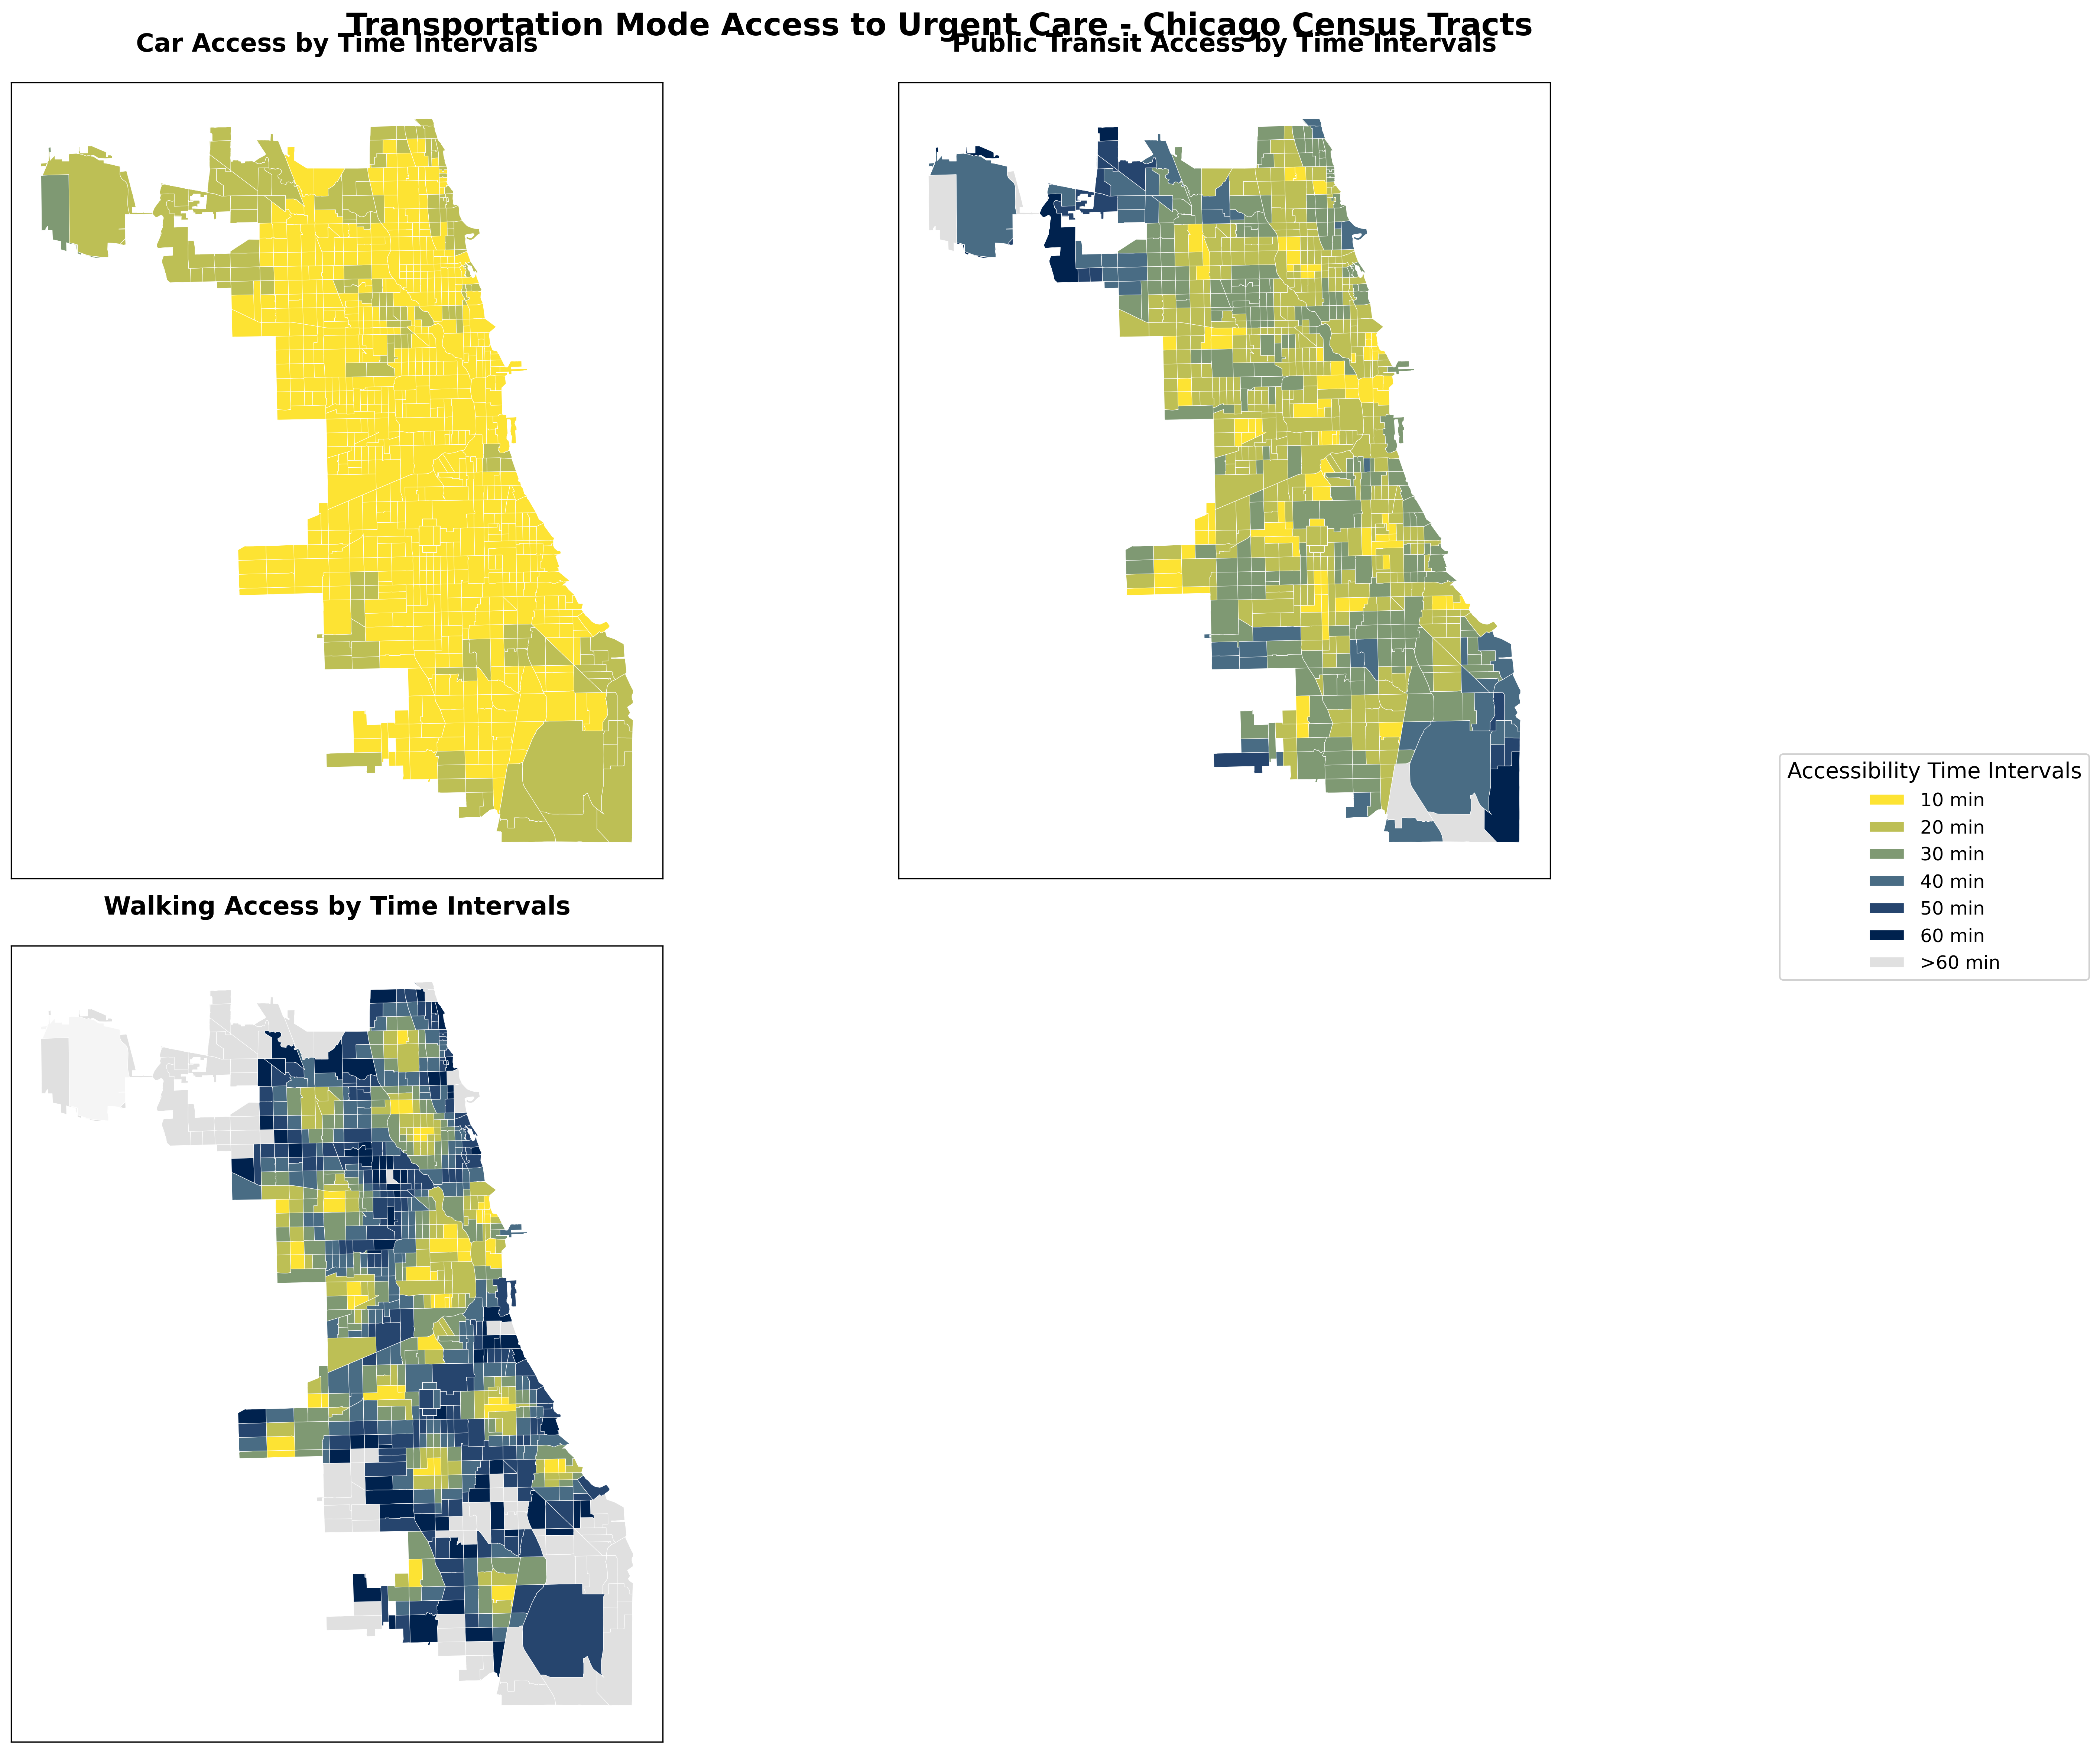 Transportation Mode Access to Urgent Care - Chicago Census Tracts
Car Access by Time Intervals
Public Transit Access by Time Intervals
Accessibility Time Intervals
10 min
20 min
30 min
40 min
50 min
60 min
>60 min
Walking Access by Time Intervals